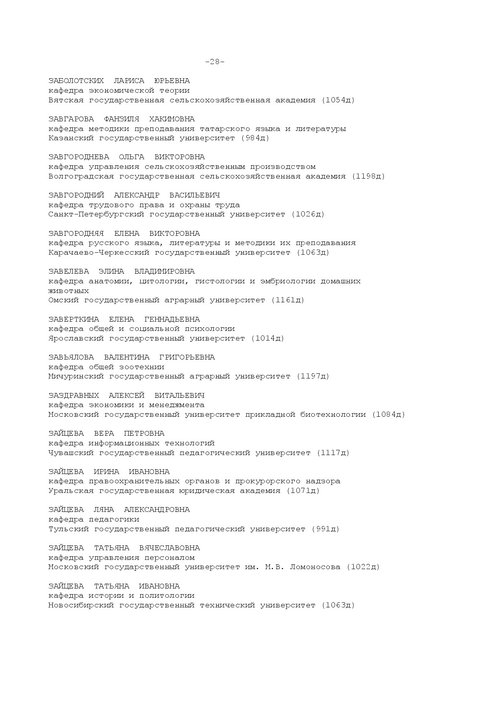 -28-
ЗАБОЛОТСКИХ ЛАРИСА ЮРЬЕВНА
кафедра экономической теории
Вятская государственная сельскохозяйственная академия (1054д)
ЗАВГАРОВА ФАНЗИЛЯ ХАКИМОВНА
кафедра методики преподавания татарского языка и литературы
Казанский государственный университет (984д)
ЗАВГОРОДНЕВА ОЛЬГА ВИКТОРОВНА
кафедра управления сельскохозяйственным производством
Волгоградская государственная сельскохозяйственная академия (1198д)
ЗАВГОРОДНИЙ АЛЕКСАНДР ВАСИЛЬЕВИЧ
кафедра трудового права и охраны труда
Санкт-Петербургский государственный университет (1026д)
ЗАВГОРОДНЯЯ ЕЛЕНА ВИКТОРОВНА
кафедра русского языка, литературы и методики их преподавания
Карачаево-Черкесский государственный университет (1063д)
ЗАВЕЛЕВА ЭЛИНА ВЛАДИМИРОВНА
кафедра анатомии, цитологии, гистологии и эмбриологии домашних
животных
Омский государственный аграрный университет (1161д)
ЗАВЕРТКИНА ЕЛЕНА ГЕННАДЬЕВНА
кафедра общей и социальной психологии
Ярославский государственный университет (1014д)
ЗАВЬЯЛОВА ВАЛЕНТИНА ГРИГОРЬЕВНА
кафедра общей зоотехнии
Мичуринский государственный аграрный университет (1197д)
ЗАЗДРАВНЫХ АЛЕКСЕЙ ВИТАЛЬЕВИЧ
кафедра экономики и менеджмента
Московский государственный университет прикладной биотехнологии (1084д)
ЗАЙЦЕВА ВЕРА ПЕТРОВНА
кафедра информационных технологий
Чувашский государственный педагогический университет (1117д)
ЗАЙЦЕВА ИРИНА ИВАНОВНА
кафедра правоохранительных органов и прокурорского надзора
Уральская государственная юридическая академия (1071д)
ЗАЙЦЕВА ЛЯНА АЛЕКСАНДРОВНА
кафедра педагогики
Тульский государственный педагогический университет (991д)
ЗАЙЦЕВА ТАТЬЯНА ВЯЧЕСЛАВОВНА
кафедра управления персоналом
Московский государственный университет им. М.В. Ломоносова (1022д)
ЗАЙЦЕВА ТАТЬЯНА ИВАНОВНА
кафедра истории и политологии
Новосибирский государственный технический университет (1063д)